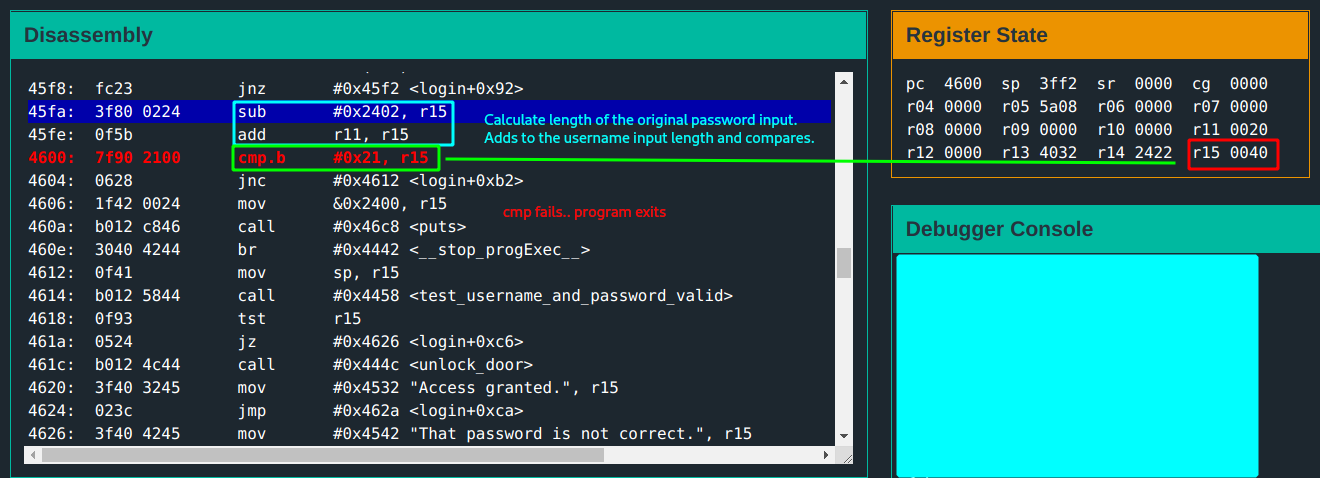 Disassembly
45f8: fc23 jnz #0x45f2 <login+0x92>
45fa: 3f80 0224 sub #0x2402, r15
45fe: 0f5b add r11, r15
4600: 7f90 2100 cmp.b #0x21, r15
4604: 0628 jnc #0x4612 <login+0xb2>
4606: 1f42 0024 mov &0x2400, r15
460a: b012 c846 call #0x46c8 <puts>
460e: 3040 4244 br #0x4442 <__stop_progExec__>
4612: 0f41 mov sp, r15
4614: b012 5844 call #0x4458 <test_username_and_password_valid>
4618: 0f93 tst r15
461a: 0524 jz #0x4626 <login+0xc6>
461c: b012 4c44 call #0x444c <unlock_door>
4620: 3f40 3245 mov #0x4532 "Access granted.", r15
4624: 023c jmp #0x462a <login+0xca>
4626: 3f40 4245 mov #0x4542 "That password is not correct.", r15
Calculate length of the original password input.
Adds to the username input length and compares.
cmp fails.. program exits
Register State
pc 4600 sp 3ff2 sr 0000 cg 0000
r04 0000 r05 5a08 r06 0000 r07 0000
r08 0000 r09 0000 r10 0000 r11 0020
r12 0000 r13 4032 r14 2422 r15 0040
Debugger Console